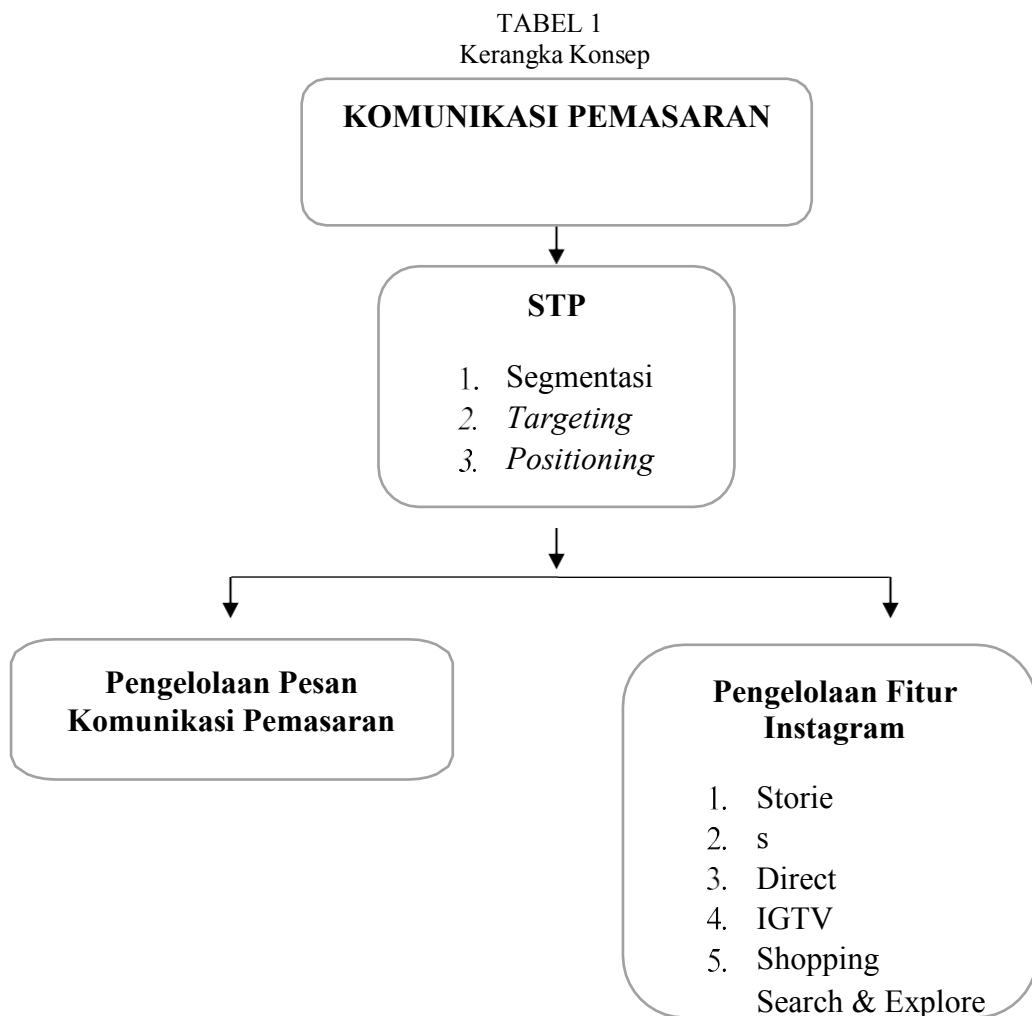 TABEL 1
Kerangka Konsep
KOMUNIKASI PEMASARAN
STP
1. Segmentasi
2. Targeting
3. Positioning
Pengelolaan Pesan
Komunikasi Pemasaran
Pengelolaan Fitur
Instagram
1. Storie
2. s
3. Direct
4. IGTV
5. Shopping
Search & Explore